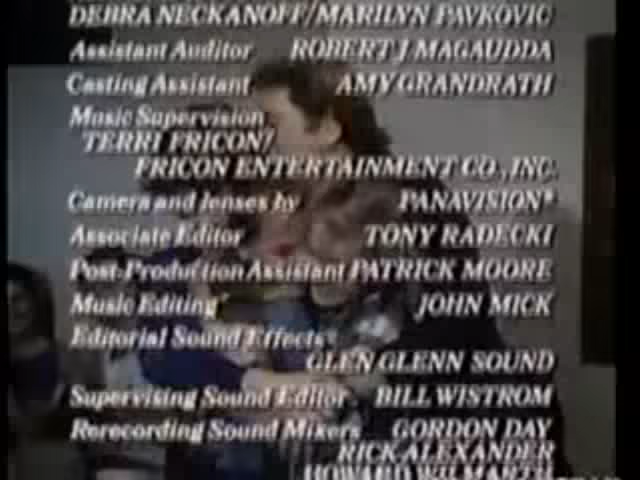 DEBRA NECKANOFF/MARILYN PAVKOVIC
Assistant Auditor ROBERT J MAGAUDDA
Casting Assistant AMY GRANDRATH
Music Supervision
TERRI FRICON/
FRICON ENTERTAINMENT CO., INC.
Camera and lenses by PANAVISION®
Associate Editor TONY RADECKI
Post-Production Assistant PATRICK MOORE
Music Editing JOHN MICK
Editorial Sound Effects
GLEN GLENN SOUND
Supervising Sound Editor BILL WISTROM
Rerecording Sound Mixers GORDON DAY
RICK ALEXANDER
HOWARD WILMARTH